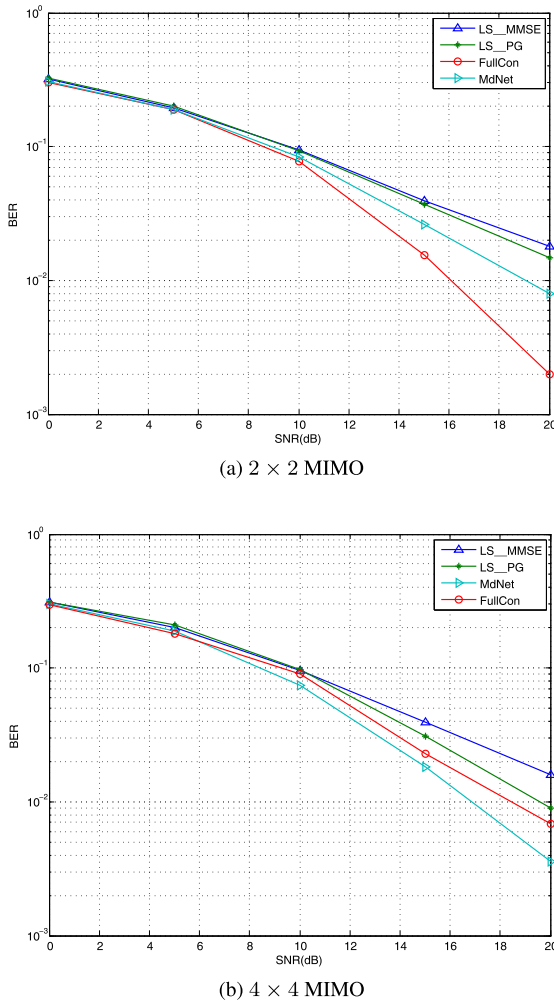 10^0
LS__MMSE
LS__PG
FullCon
MdNet
10^-1
BER
10^-2
10^-3
0 2 4 6 8 10 12 14 16 18 20
SNR(dB)
(a) 2 × 2 MIMO
10^0
LS__MMSE
LS__PG
MdNet
FullCon
10^-1
BER
10^-2
10^-3
0 2 4 6 8 10 12 14 16 18 20
SNR(dB)
(b) 4 × 4 MIMO